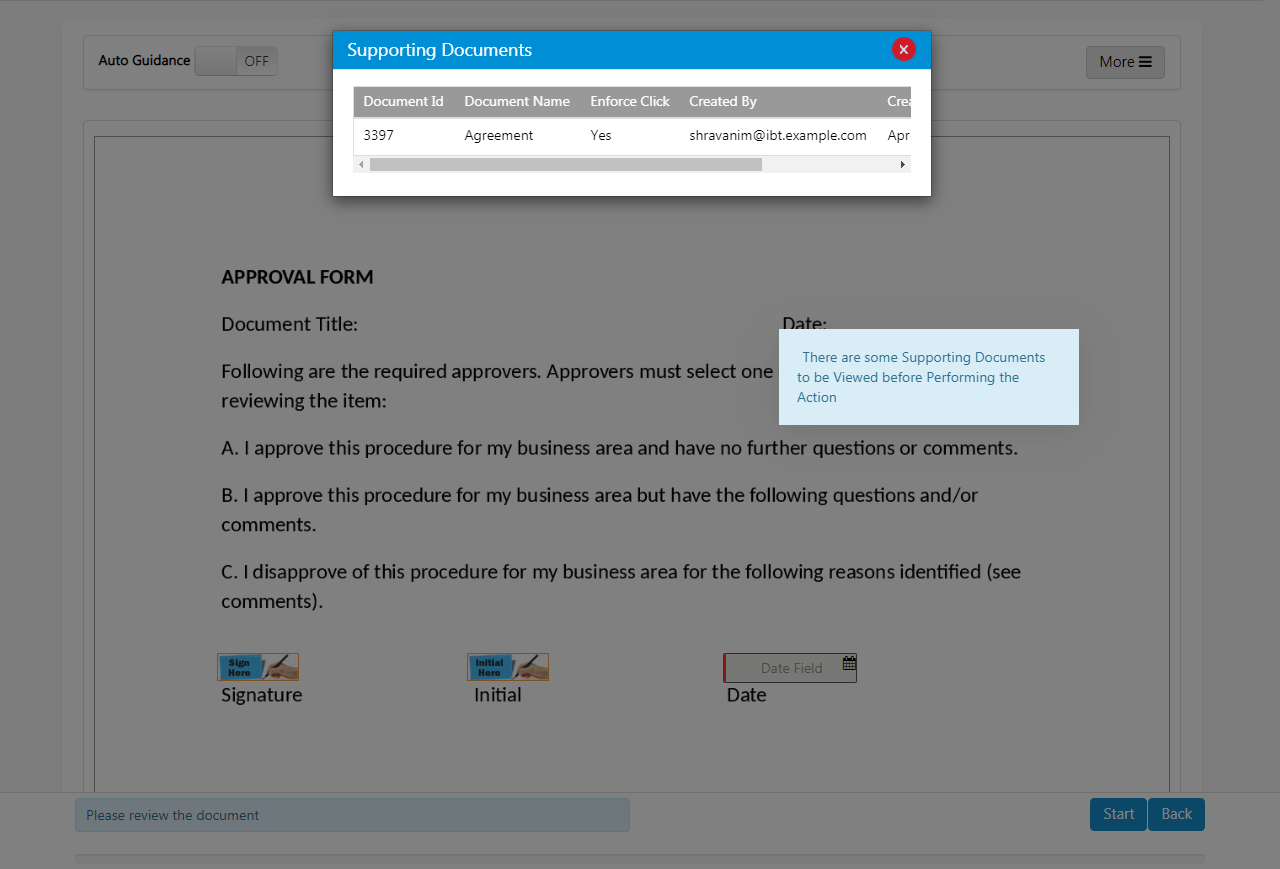 Supporting Documents
Auto Guidance OFF
More
Document Id Document Name Enforce Click Created By Crea
3397 Agreement Yes shravanim@ibt.example.com Apr
APPROVAL FORM
Document Title: Date:
There are some Supporting Documents
to be Viewed before Performing the
Action
Following are the required approvers. Approvers must select one
reviewing the item:
A. I approve this procedure for my business area and have no further questions or comments.
B. I approve this procedure for my business area but have the following questions and/or
comments.
C. I disapprove of this procedure for my business area for the following reasons identified (see
comments).
Sign
Here
Initial
Here
Date Field
Signature Initial Date
Please review the document
Start Back